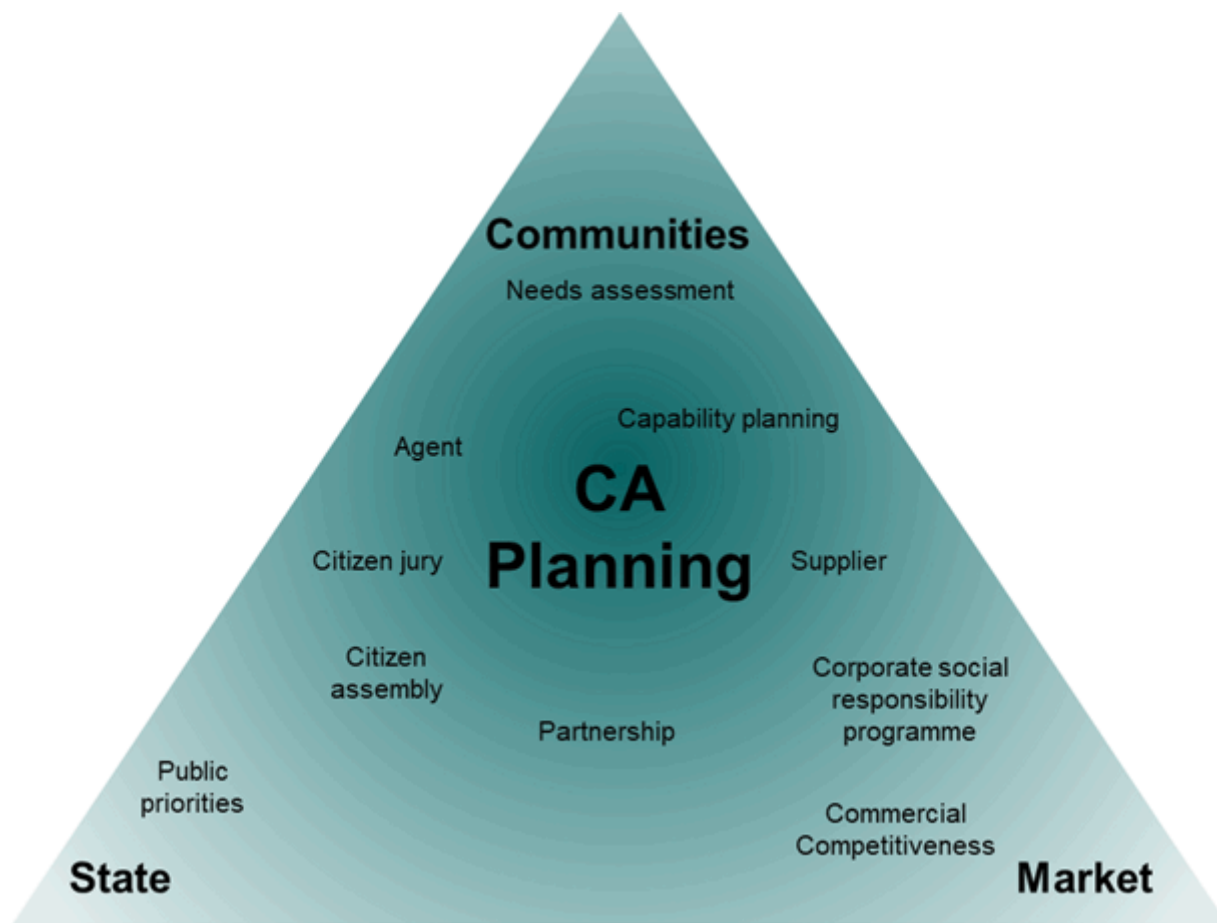 Communities
Needs assessment
Capability planning
Agent
CA
Planning
Citizen jury
Supplier
Citizen
assembly
Corporate social
responsibility
programme
Partnership
Public
priorities
Commercial
Competitiveness
State
Market